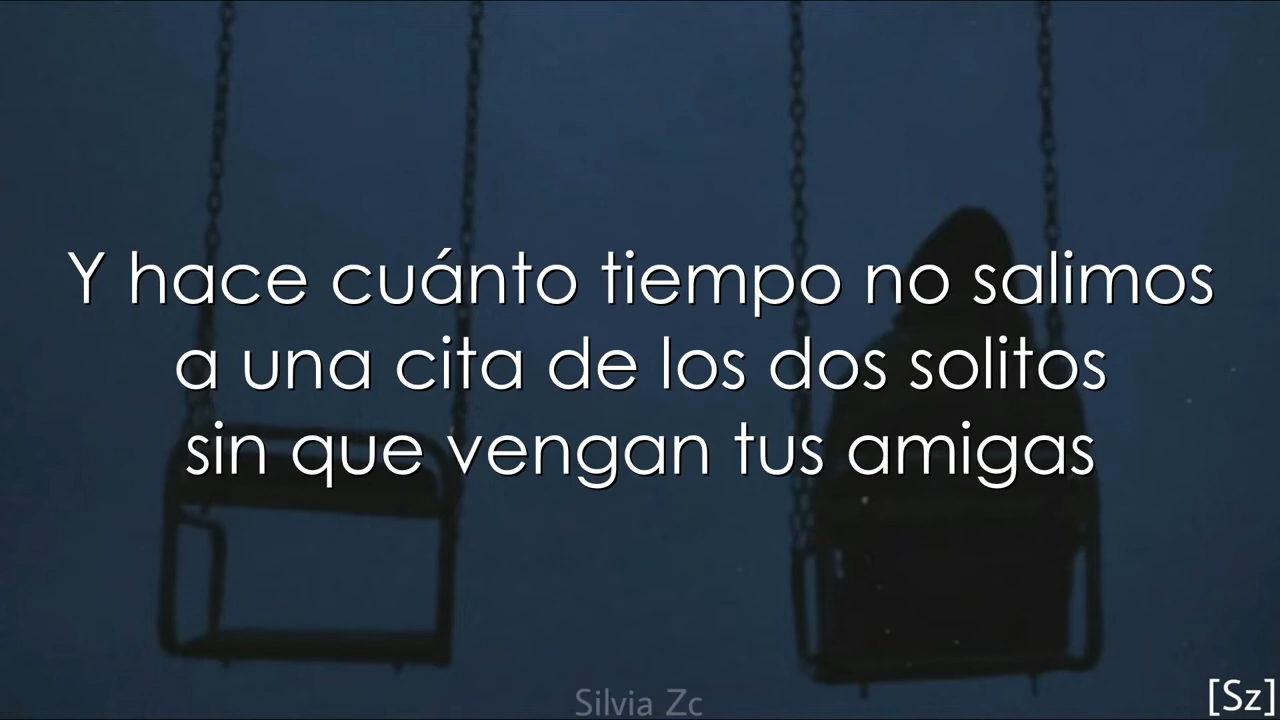 Y hace cuánto tiempo no salimos
a una cita de los dos solitos
sin que vengan tus amigas
Silvia Zc
[Sz]